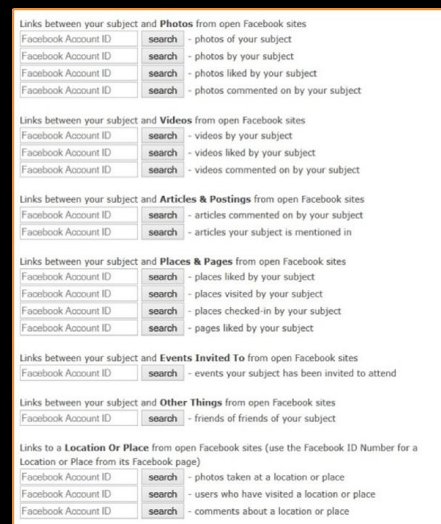 Links between your subject and Photos from open Facebook sites
Facebook Account ID search - photos of your subject
Facebook Account ID search - photos by your subject
Facebook Account ID search - photos liked by your subject
Facebook Account ID search - photos commented on by your subject
Links between your subject and Videos from open Facebook sites
Facebook Account ID search - videos by your subject
Facebook Account ID search - videos liked by your subject
Facebook Account ID search - videos commented on by your subject
Links between your subject and Articles & Postings from open Facebook sites
Facebook Account ID search - articles commented on by your subject
Facebook Account ID search - articles your subject is mentioned in
Links between your subject and Places & Pages from open Facebook sites
Facebook Account ID search - places liked by your subject
Facebook Account ID search - places visited by your subject
Facebook Account ID search - places checked-in by your subject
Facebook Account ID search - pages liked by your subject
Links between your subject and Events Invited To from open Facebook sites
Facebook Account ID search - events your subject has been invited to attend
Links between your subject and Other Things from open Facebook sites
Facebook Account ID search - friends of friends of your subject
Links to a Location Or Place from open Facebook sites (use the Facebook ID Number for a
Location or Place from its Facebook page)
Facebook Account ID search - photos taken at a location or place
Facebook Account ID search - users who have visited a location or place
Facebook Account ID search - comments about a location or place